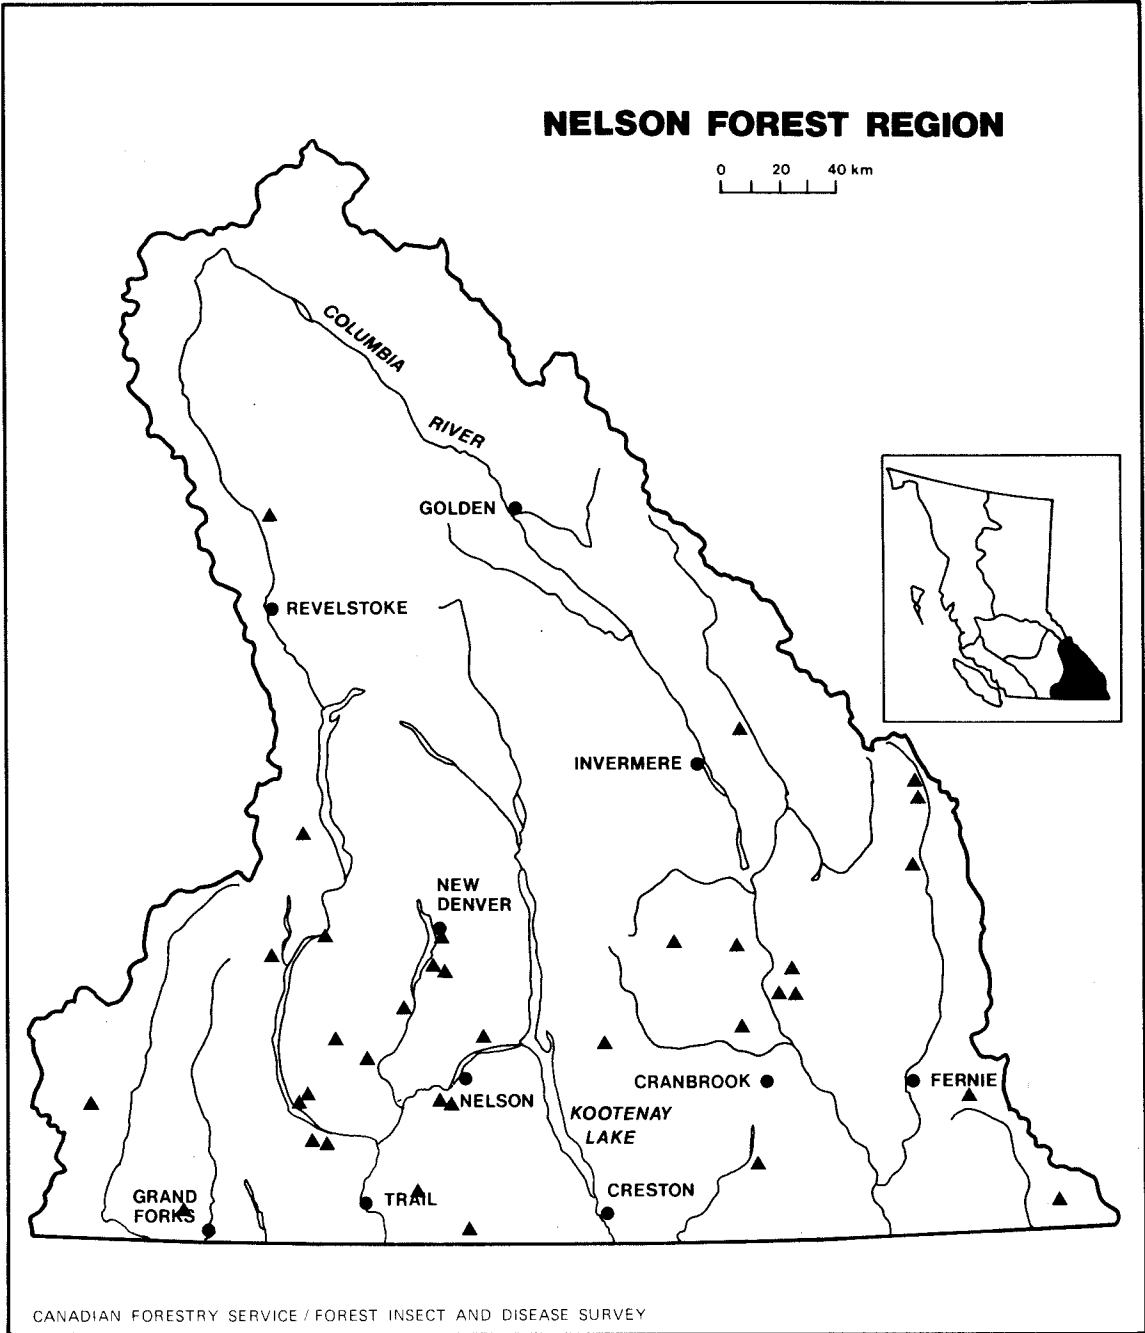 NELSON FOREST REGION
0 20 40 km
COLUMBIA
RIVER
GOLDEN
REVELSTOKE
INVERMERE
NEW
DENVER
CRANBROOK
FERNIE
NELSON
KOOTENAY
LAKE
GRAND
FORKS
TRAIL
CRESTON
CANADIAN FORESTRY SERVICE / FOREST INSECT AND DISEASE SURVEY